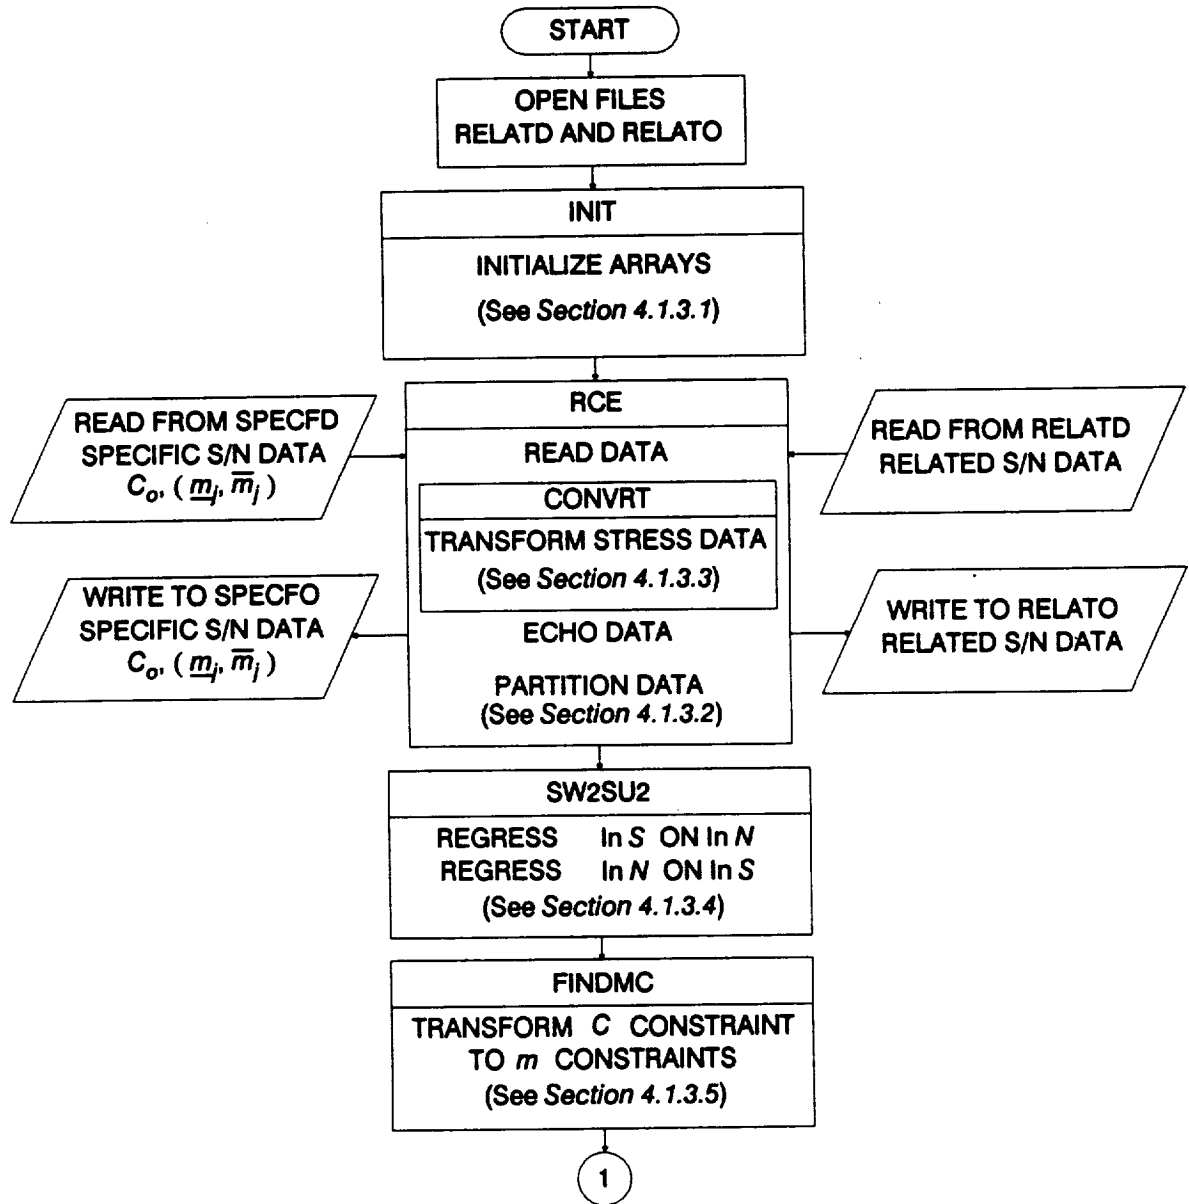 START
OPEN FILES
RELATD AND RELATO
INIT
INITIALIZE ARRAYS
(See Section 4.1.3.1)
READ FROM SPECFD
SPECIFIC S/N DATA
C_o, ( m̲_j, m̅_j )
RCE
READ DATA
READ FROM RELATD
RELATED S/N DATA
CONVRT
TRANSFORM STRESS DATA
(See Section 4.1.3.3)
WRITE TO SPECFO
SPECIFIC S/N DATA
C_o, ( m̲_j, m̅_j )
ECHO DATA
PARTITION DATA
(See Section 4.1.3.2)
WRITE TO RELATO
RELATED S/N DATA
SW2SU2
REGRESS ln S ON ln N
REGRESS ln N ON ln S
(See Section 4.1.3.4)
FINDMC
TRANSFORM C CONSTRAINT
TO m CONSTRAINTS
(See Section 4.1.3.5)
1